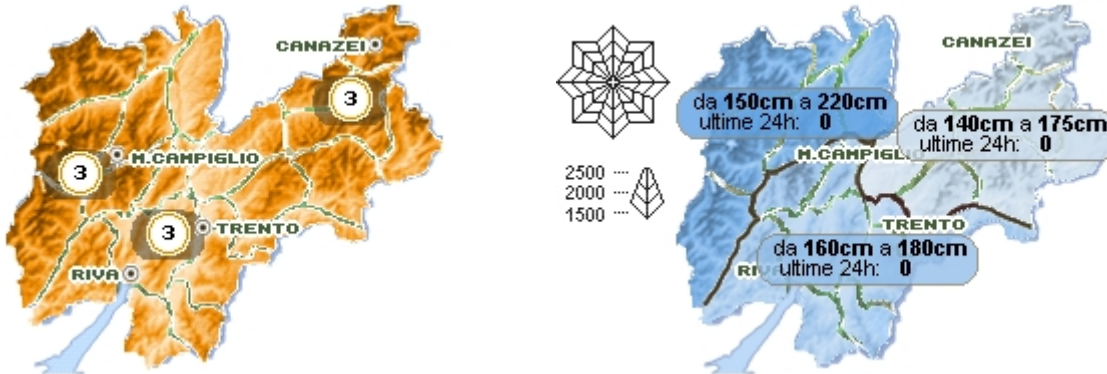 CANAZEI
3
M.CAMPIGLIO
3
3
TRENTO
RIVA
CANAZEI
da 150cm a 220cm
ultime 24h: 0
da 140cm a 175cm
ultime 24h: 0
M.CAMPIGLIO
2500
2000
1500
TRENTO
da 160cm a 180cm
ultime 24h: 0